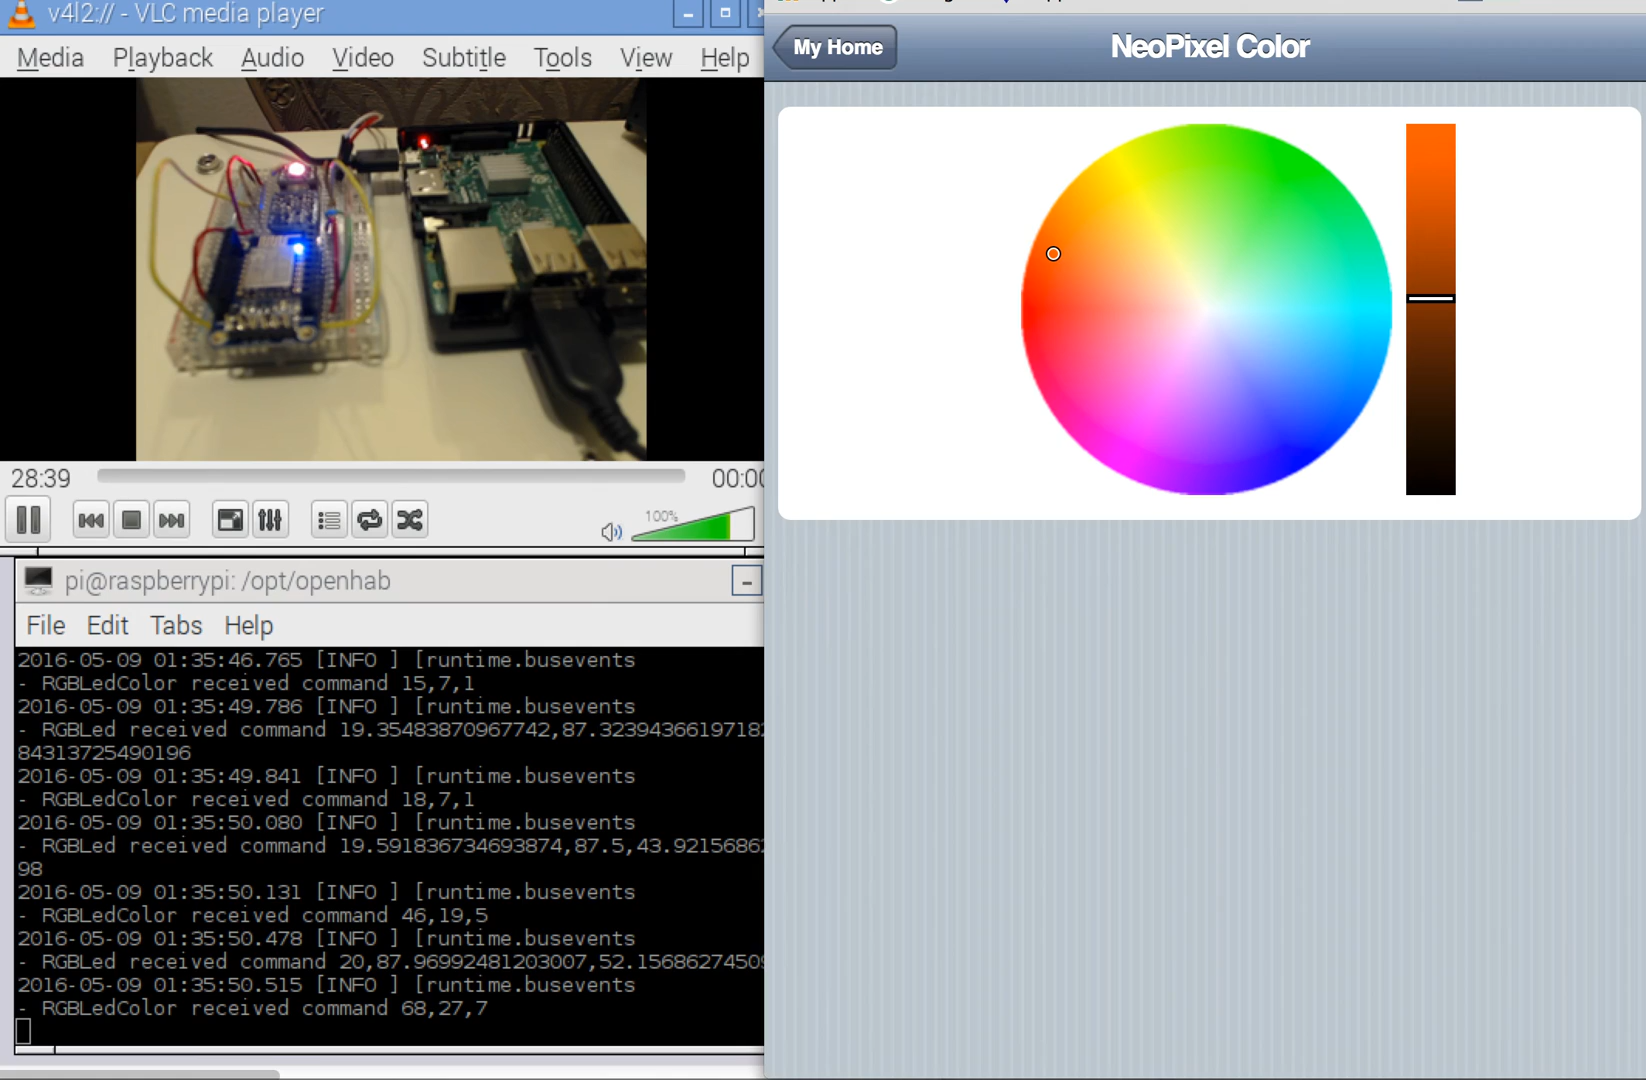 v4l2:// - VLC media player
Media Playback Audio Video Subtitle Tools View Help
28:39
00:00
100%
pi@raspberrypi: /opt/openhab
File Edit Tabs Help
2016-05-09 01:35:46.765 [INFO ] [runtime.busevents
- RGBLedColor received command 15,7,1
2016-05-09 01:35:49.786 [INFO ] [runtime.busevents
- RGBLed received command 19.35483870967742,87.32394366197182
84313725490196
2016-05-09 01:35:49.841 [INFO ] [runtime.busevents
- RGBLedColor received command 18,7,1
2016-05-09 01:35:50.080 [INFO ] [runtime.busevents
- RGBLed received command 19.591836734693874,87.5,43.92156862
98
2016-05-09 01:35:50.131 [INFO ] [runtime.busevents
- RGBLedColor received command 46,19,5
2016-05-09 01:35:50.478 [INFO ] [runtime.busevents
- RGBLed received command 20,87.96992481203007,52.15686274509
2016-05-09 01:35:50.515 [INFO ] [runtime.busevents
- RGBLedColor received command 68,27,7
My Home
NeoPixel Color